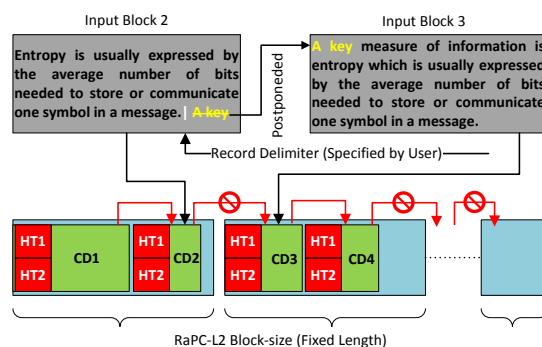 Input Block 2
Input Block 3
Entropy is usually expressed by
the average number of bits
needed to store or communicate
one symbol in a message. | A key
Postponeded
A key measure of information is
entropy which is usually expressed
by the average number of bits
needed to store or communicate
one symbol in a message.
Record Delimiter (Specified by User)
HT1
HT2
CD1
HT1
HT2
CD2
HT1
HT2
CD3
HT1
HT2
CD4
RaPC-L2 Block-size (Fixed Length)